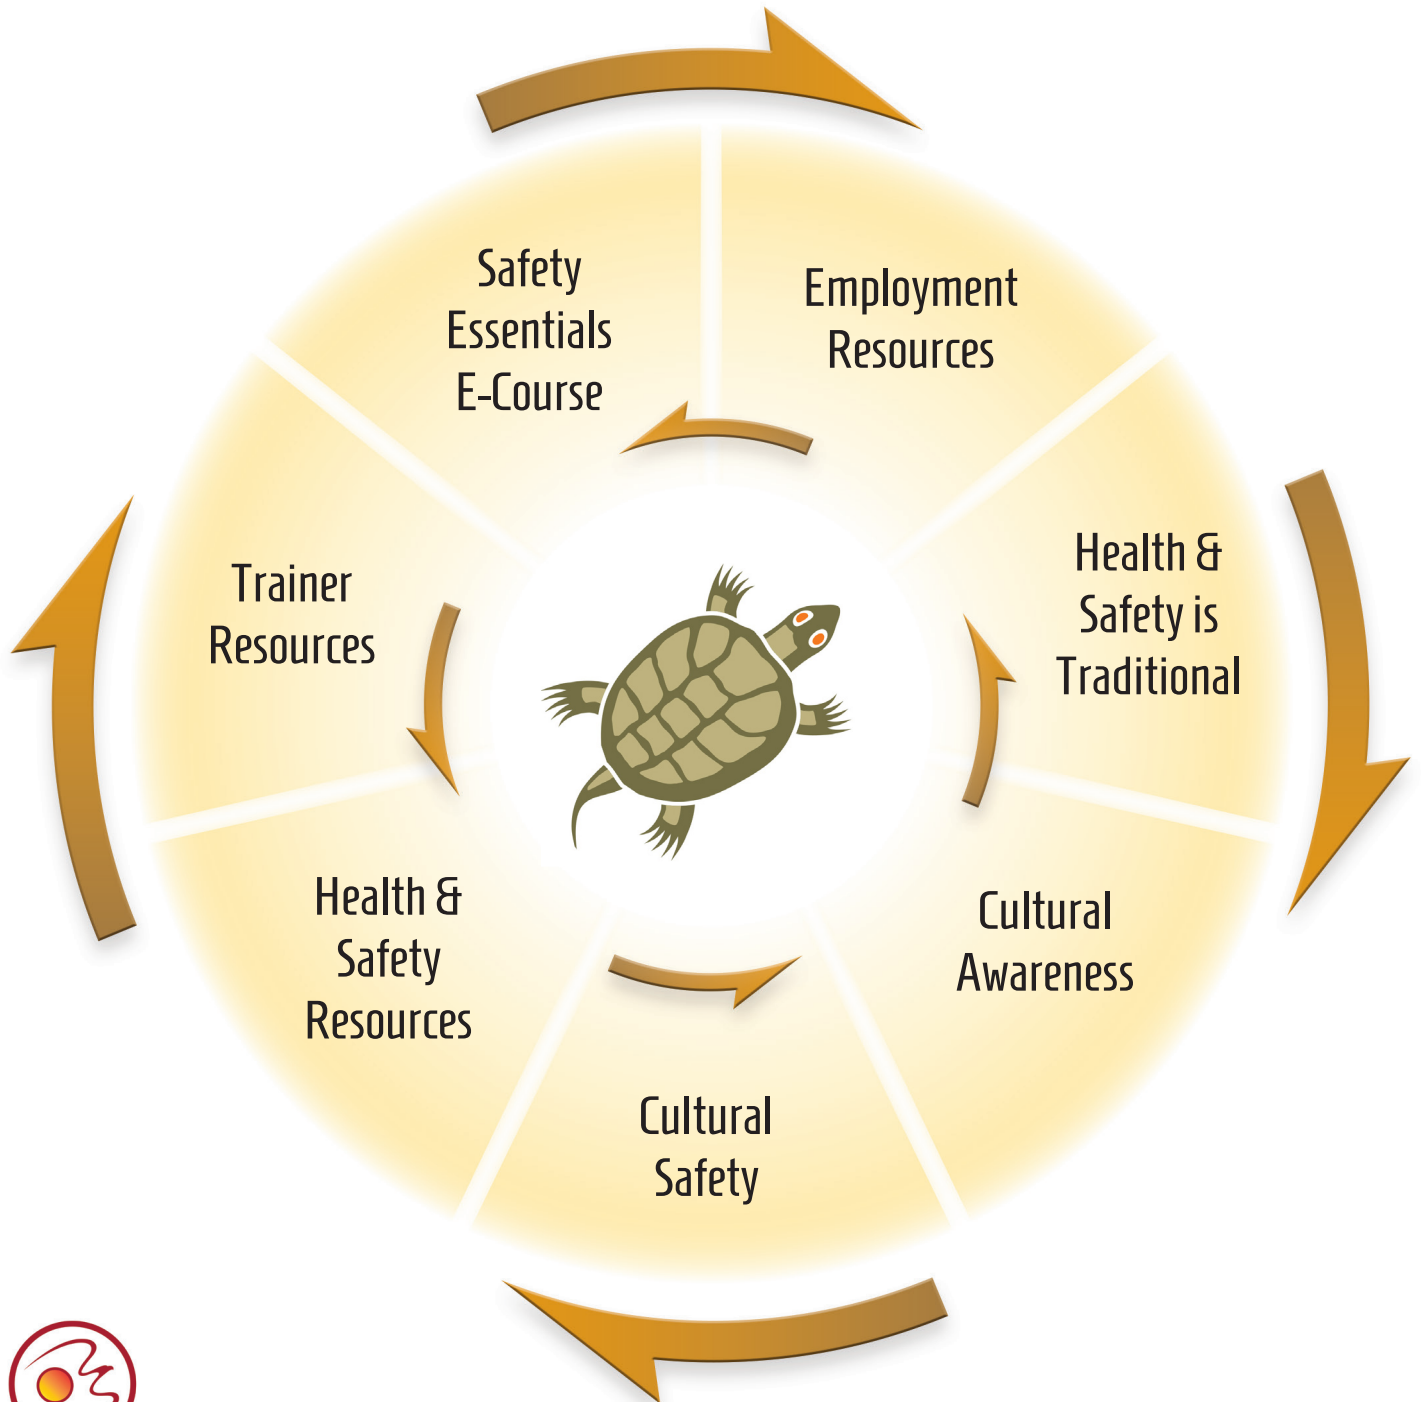 Safety
Essentials
E-Course
Employment
Resources
Health &
Safety is
Traditional
Cultural
Awareness
Cultural
Safety
Health &
Safety
Resources
Trainer
Resources